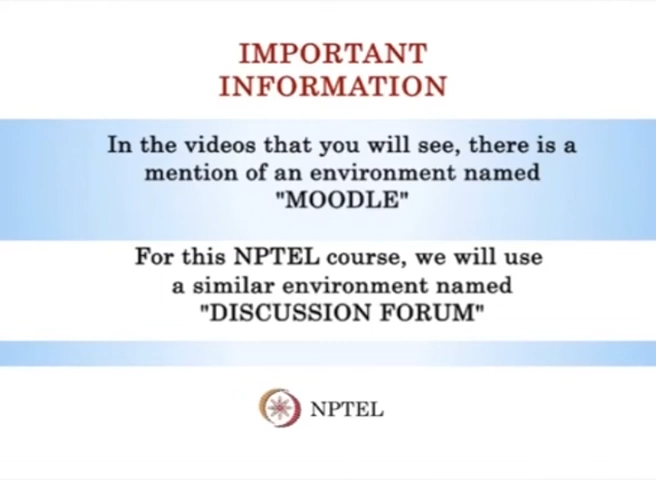 IMPORTANT
INFORMATION
In the videos that you will see, there is a
mention of an environment named
"MOODLE"
For this NPTEL course, we will use
a similar environment named
"DISCUSSION FORUM"
NPTEL